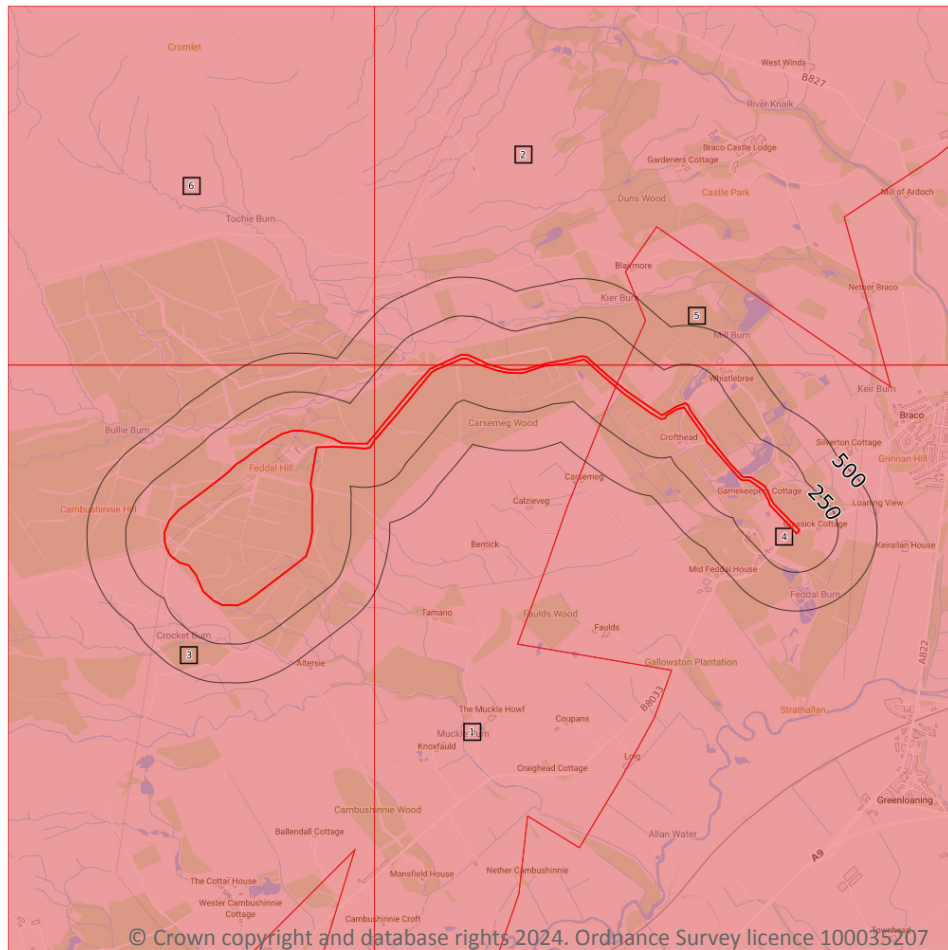 Cromlet
West Winds
B827
River Knaik
2
Braco Castle Lodge
Gardeners Cottage
6
Castle Park
Mill of Ardoch
Duns Wood
Tochie Burn
Blairmore
Nether Braco
Kier Burn
5
Mill Burn
Whistlebrae
Keir Burn
Braco
Carsemeg Wood
Bullie Burn
Crofthead
Silverton Cottage
Grinnan Hill
Feddal Hill
500
Carsemeg
Gamekeepers Cottage
250
Calzieveg
Loaning View
Cambushinnie Hill
4
Keirallan House
Bentick
Mid Feddal House
Feddal Burn
Tamano
Faulds Wood
Crocket Burn
Faulds
A822
3
Altersie
Gallowston Plantation
B8033
The Muckle Howf
Strathallan
Coupans
1
Knoxfauld
Loig
Craighead Cottage
Greenloaning
Cambushinnie Wood
Ballendall Cottage
Allan Water
A9
Mansfield House
Nether Cambushinnie
The Cottar House
Wester Cambushinnie
Cottage
Cambushinnie Croft
© Crown copyright and database rights 2024. Ordnance Survey licence 100035207